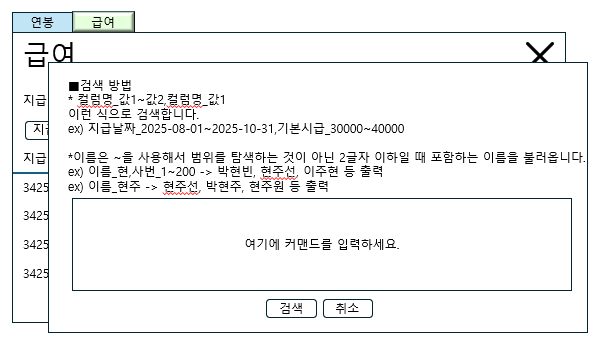 연봉
급여
급여
■검색 방법
* 컬럼명_값1~값2,컬럼명_값1
지급
이런 식으로 검색합니다.
ex) 지급날짜_2025-08-01~2025-10-31,기본시급_30000~40000
지급
*이름은 ~을 사용해서 범위를 탐색하는 것이 아닌 2글자 이하일 때 포함하는 이름을 불러옵니다.
ex) 이름_현,사번_1~200 -> 박현빈, 현주선, 이주현 등 출력
3425
ex) 이름_현주 -> 현주선, 박현주, 현주원 등 출력
3425
3425
3425
여기에 커맨드를 입력하세요.
검색
취소